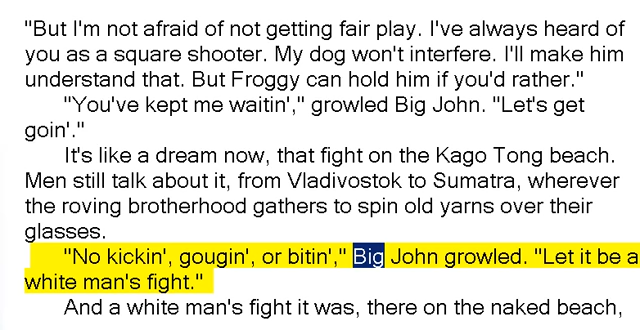 "But I'm not afraid of not getting fair play. I've always heard of
you as a square shooter. My dog won't interfere. I'll make him
understand that. But Froggy can hold him if you'd rather."
"You've kept me waitin'," growled Big John. "Let's get
goin'."
It's like a dream now, that fight on the Kago Tong beach.
Men still talk about it, from Vladivostok to Sumatra, wherever
the roving brotherhood gathers to spin old yarns over their
glasses.
"No kickin', gougin', or bitin'," Big John growled. "Let it be a
white man's fight."
And a white man's fight it was, there on the naked beach,